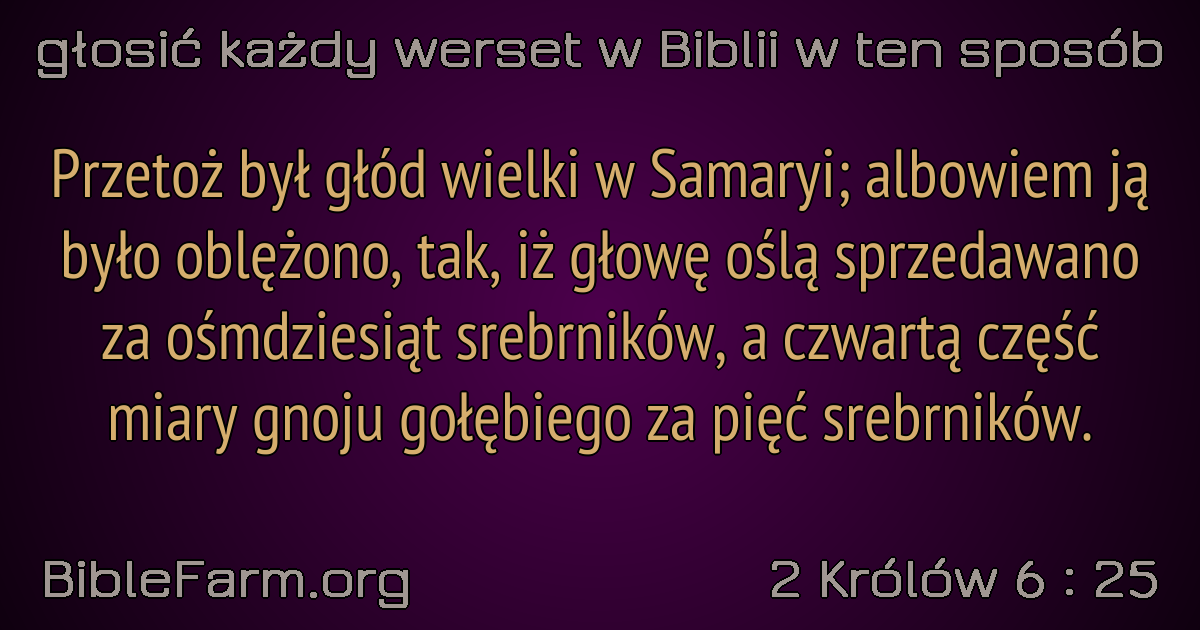 głosić każdy werset w Biblii w ten sposób
Przetoż był głód wielki w Samaryi; albowiem ją
było oblężono, tak, iż głowę oślą sprzedawano
za ośmdziesiąt srebrników, a czwartą część
miary gnoju gołębiego za pięć srebrników.
BibleFarm.org
2 Królów 6 : 25